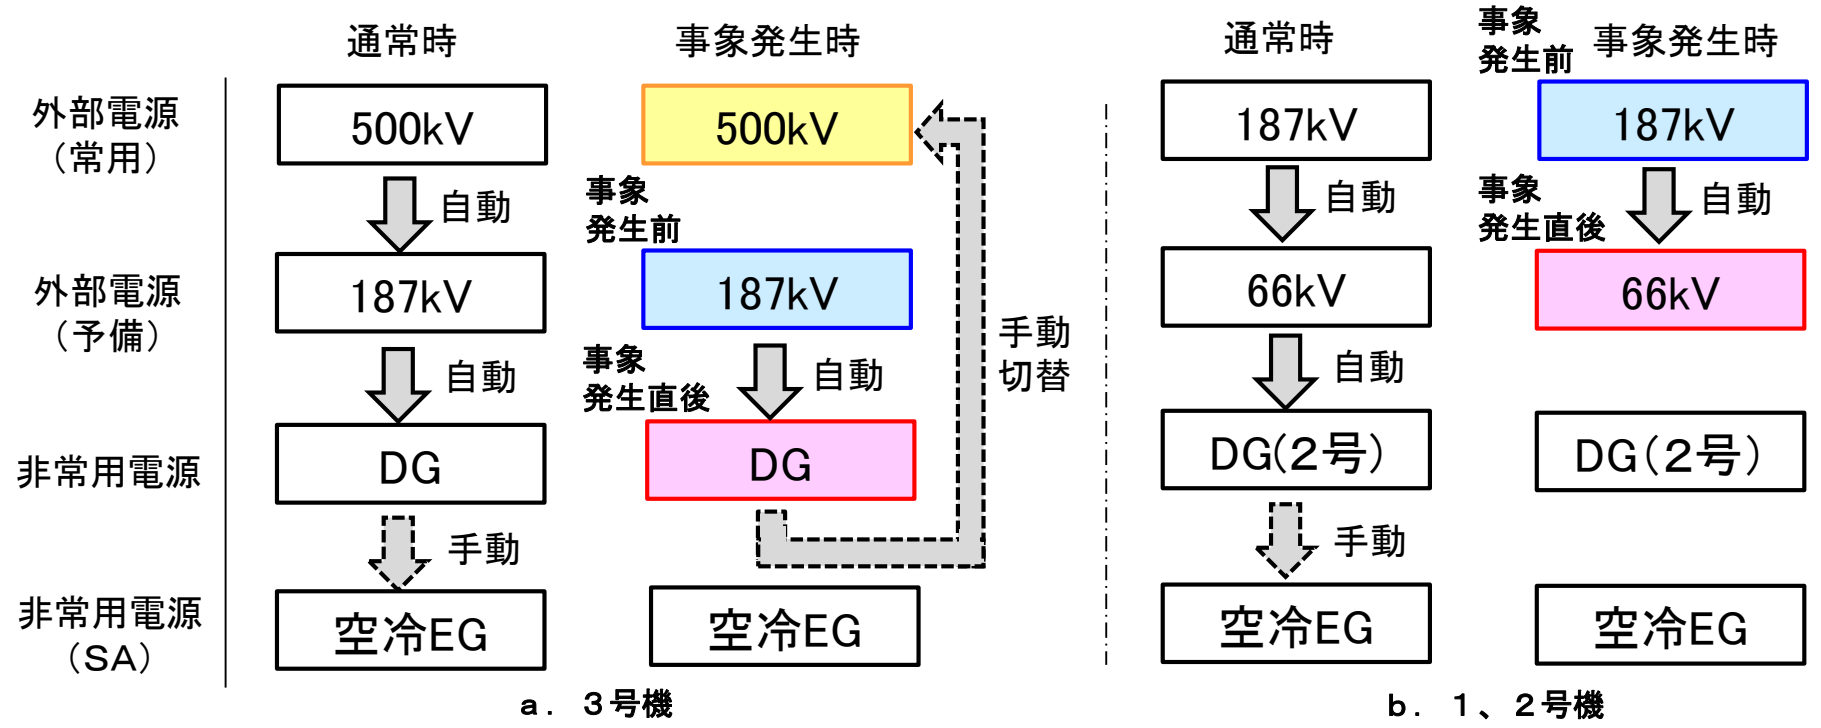 通常時
事象発生時
通常時
事象
発生前
事象発生時
外部電源
（常用）
500kV
500kV
187kV
187kV
自動
事象
発生前
自動
事象
発生直後
自動
外部電源
（予備）
187kV
187kV
手動
切替
66kV
66kV
自動
事象
発生直後
自動
自動
非常用電源
DG
DG
DG(２号)
DG(２号)
手動
手動
非常用電源
（SA）
空冷EG
空冷EG
空冷EG
空冷EG
a． ３号機
b． １、２号機